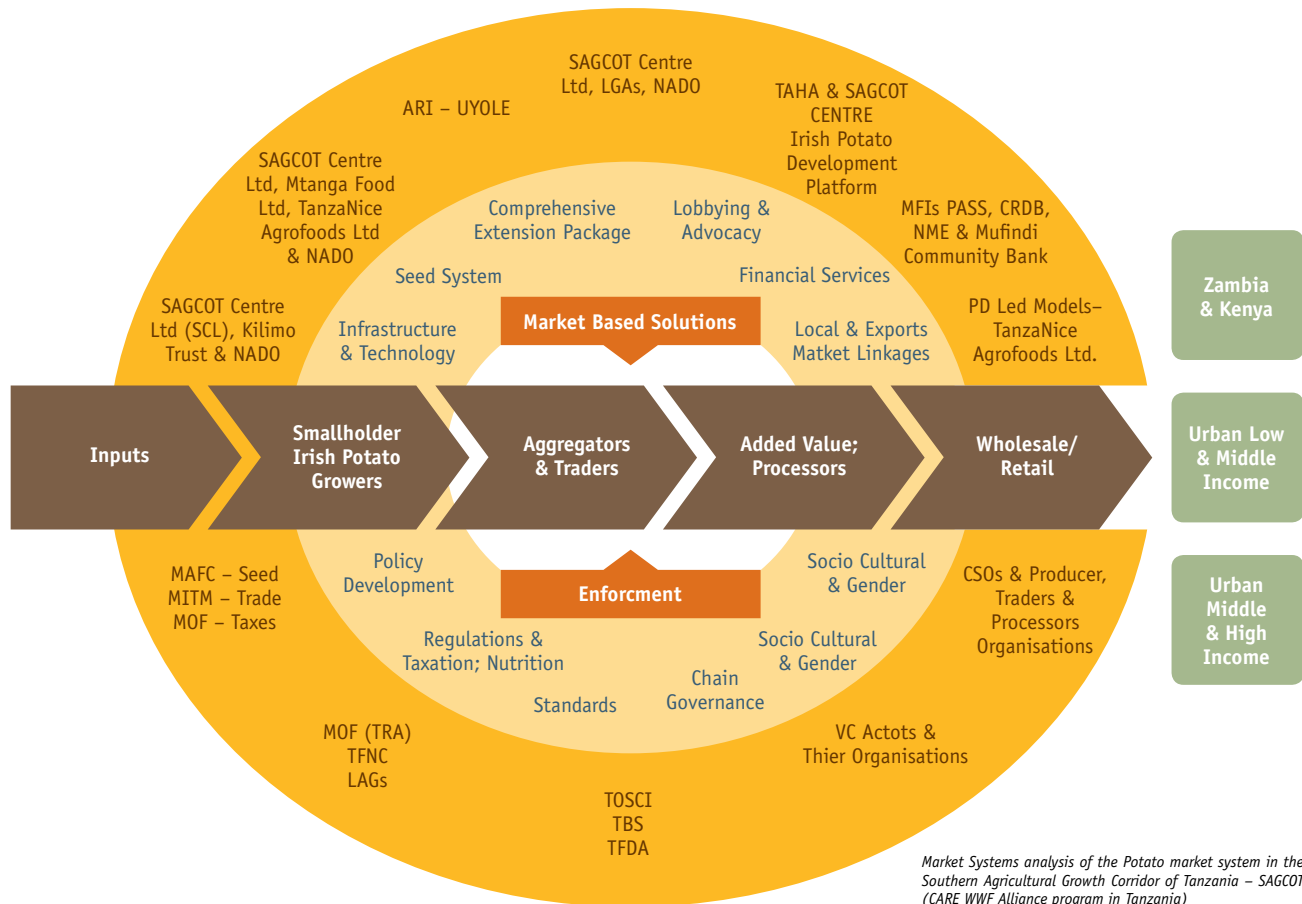 SAGCOT Centre
Ltd, LGAs, NADO
ARI – UYOLE
TAHA & SAGCOT
CENTRE
Irish Potato
Development
Platform
SAGCOT Centre
Ltd, Mtanga Food
Ltd, TanzaNice
Agrofoods Ltd
& NADO
MFIs PASS, CRDB,
NME & Mufindi
Community Bank
SAGCOT Centre
Ltd (SCL), Kilimo
Trust & NADO
PD Led Models–
TanzaNice
Agrofoods Ltd.
Comprehensive
Extension Package
Lobbying &
Advocacy
Seed System
Financial Services
Infrastructure
& Technology
Local & Exports
Matket Linkages
Market Based Solutions
Zambia
& Kenya
Inputs
Smallholder
Irish Potato
Growers
Aggregators
& Traders
Added Value;
Processors
Wholesale/
Retail
Urban Low
& Middle
Income
Enforcment
Policy
Development
Socio Cultural
& Gender
Regulations &
Taxation; Nutrition
Socio Cultural
& Gender
Standards
Chain
Governance
MAFC – Seed
MITM – Trade
MOF – Taxes
CSOs & Producer,
Traders &
Processors
Organisations
Urban
Middle
& High
Income
MOF (TRA)
TFNC
LAGs
VC Actots &
Thier Organisations
TOSCI
TBS
TFDA
Market Systems analysis of the Potato market system in the
Southern Agricultural Growth Corridor of Tanzania – SAGCOT
(CARE WWF Alliance program in Tanzania)